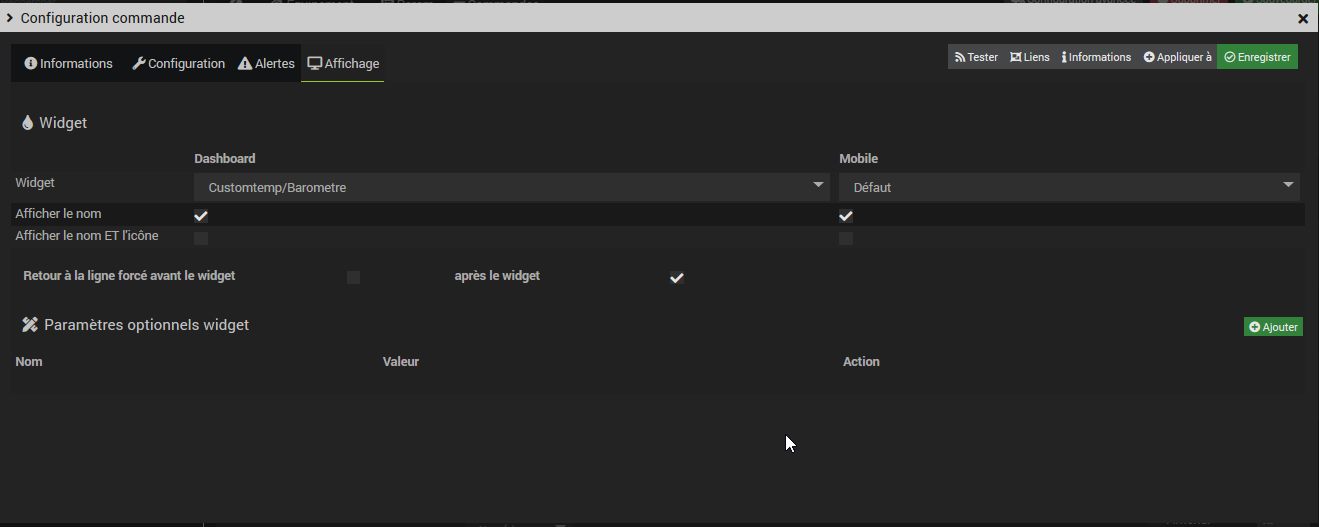 Configuration commande
Informations Configuration Alertes Affichage Tester Liens Informations Appliquer à Enregistrer
Widget
Dashboard Mobile
Widget Customtemp/Barometre Défaut
Afficher le nom
Afficher le nom ET l'icône
Retour à la ligne forcé avant le widget après le widget
Paramètres optionnels widget Ajouter
Nom Valeur Action